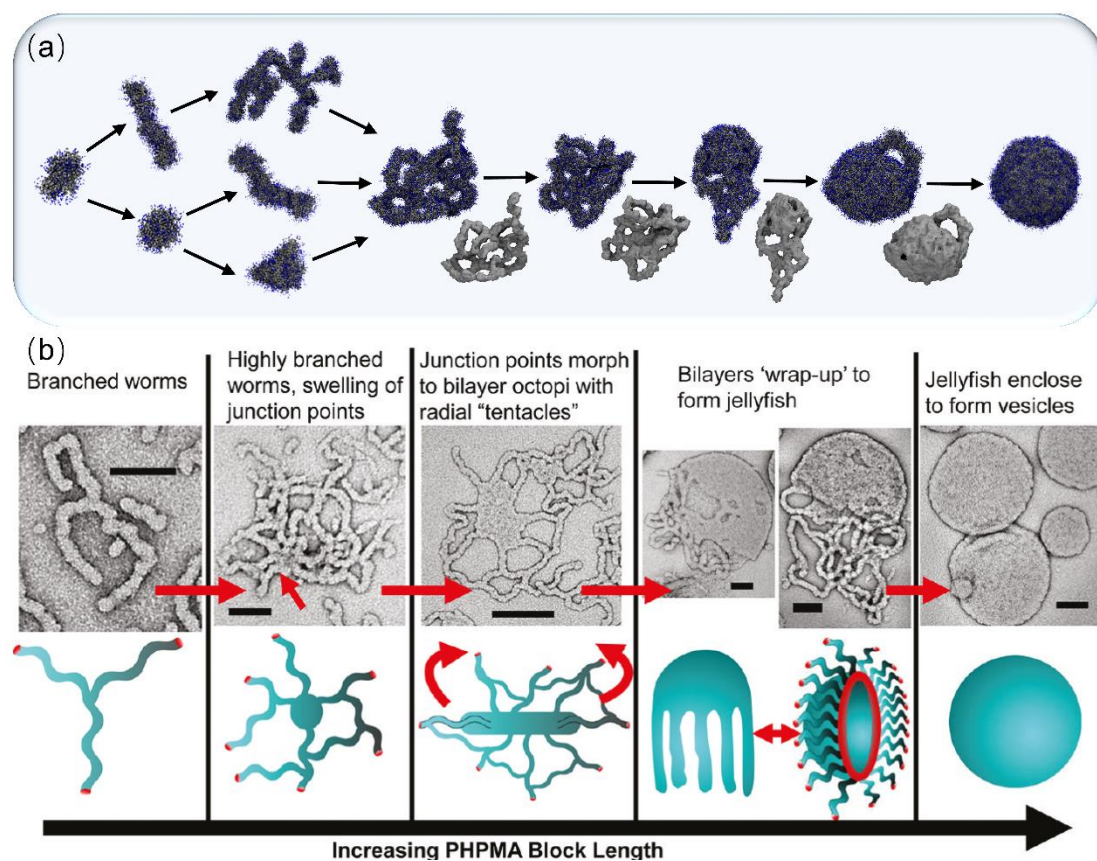 (a)
(b)
Branched worms
Highly branched
worms, swelling of
junction points
Junction points morph
to bilayer octopi with
radial “tentacles”
Bilayers ‘wrap-up’ to
form jellyfish
Jellyfish enclose
to form vesicles
Increasing PHPMA Block Length